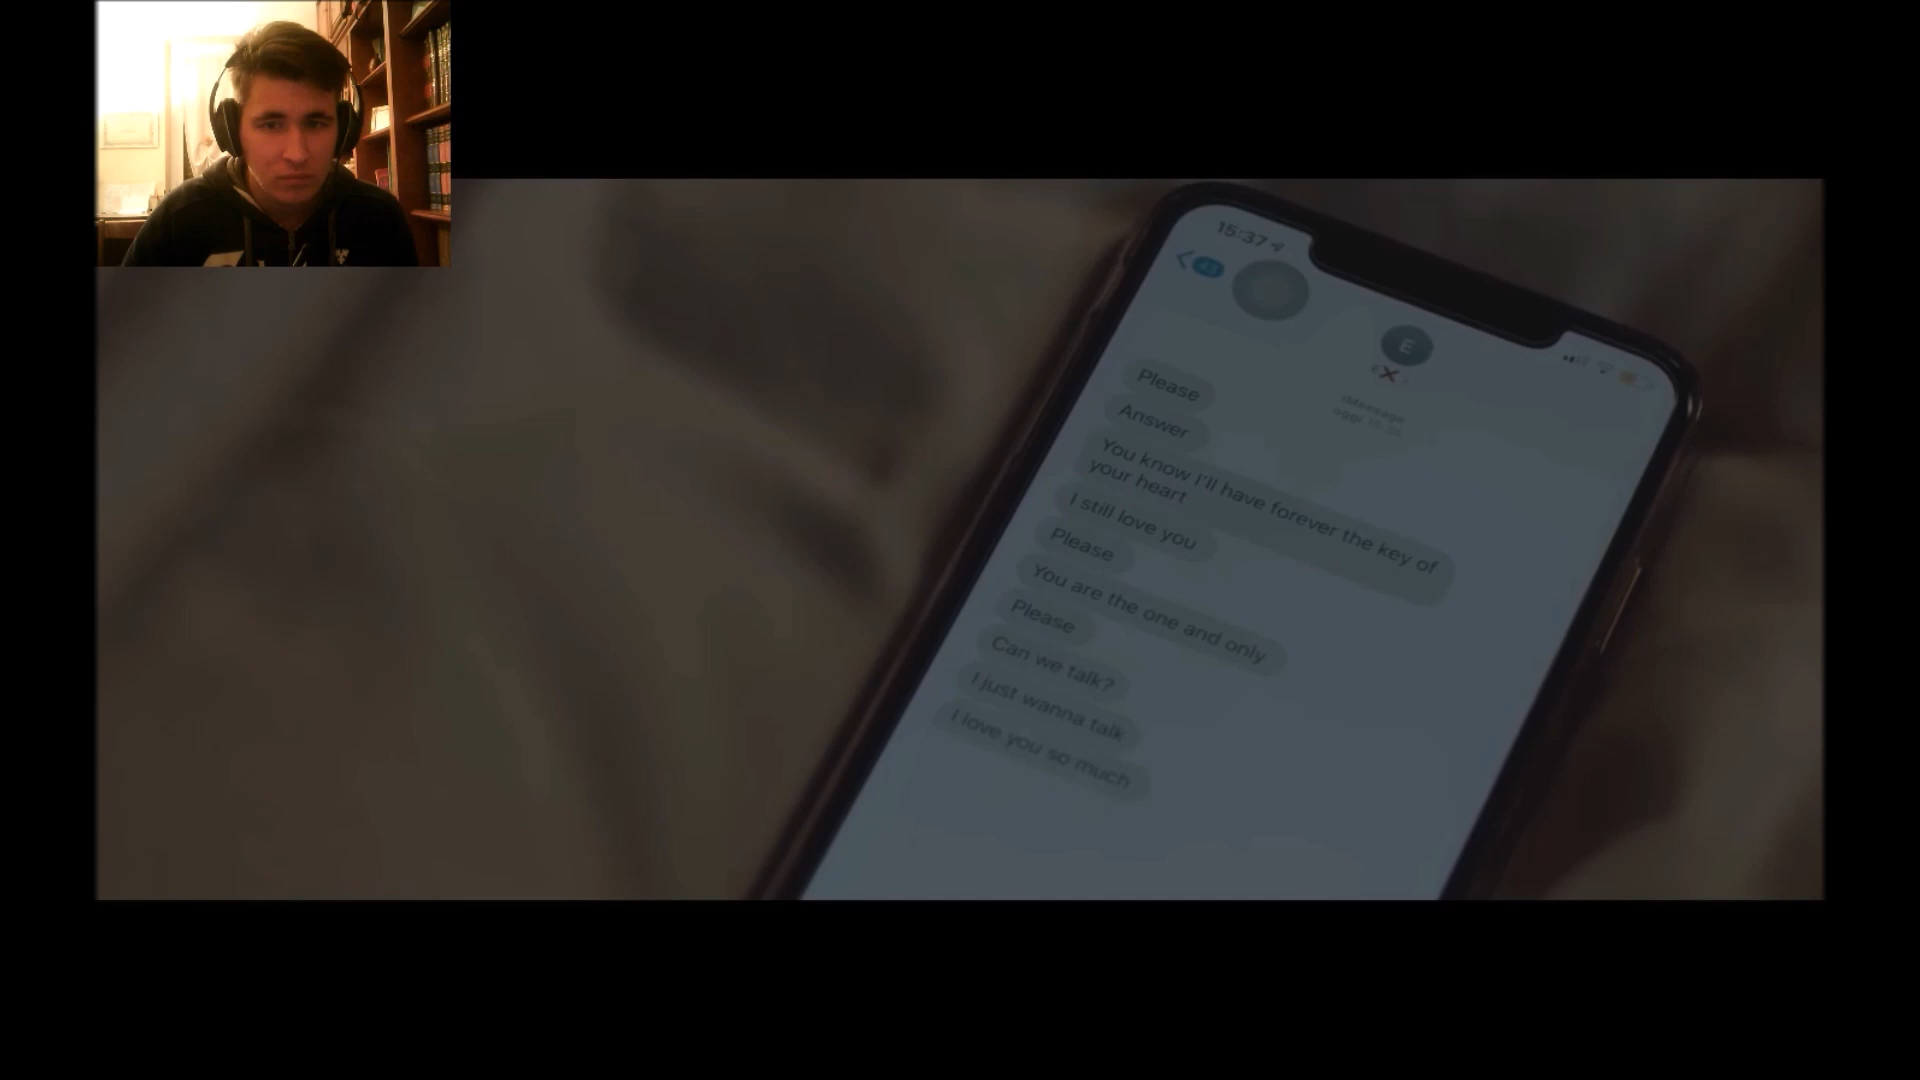 15:37
E
iMessage
Please
Answer
You know I'll have forever the key of
your heart
I still love you
Please
You are the one and only
Please
Can we talk?
I just wanna talk
I love you so much